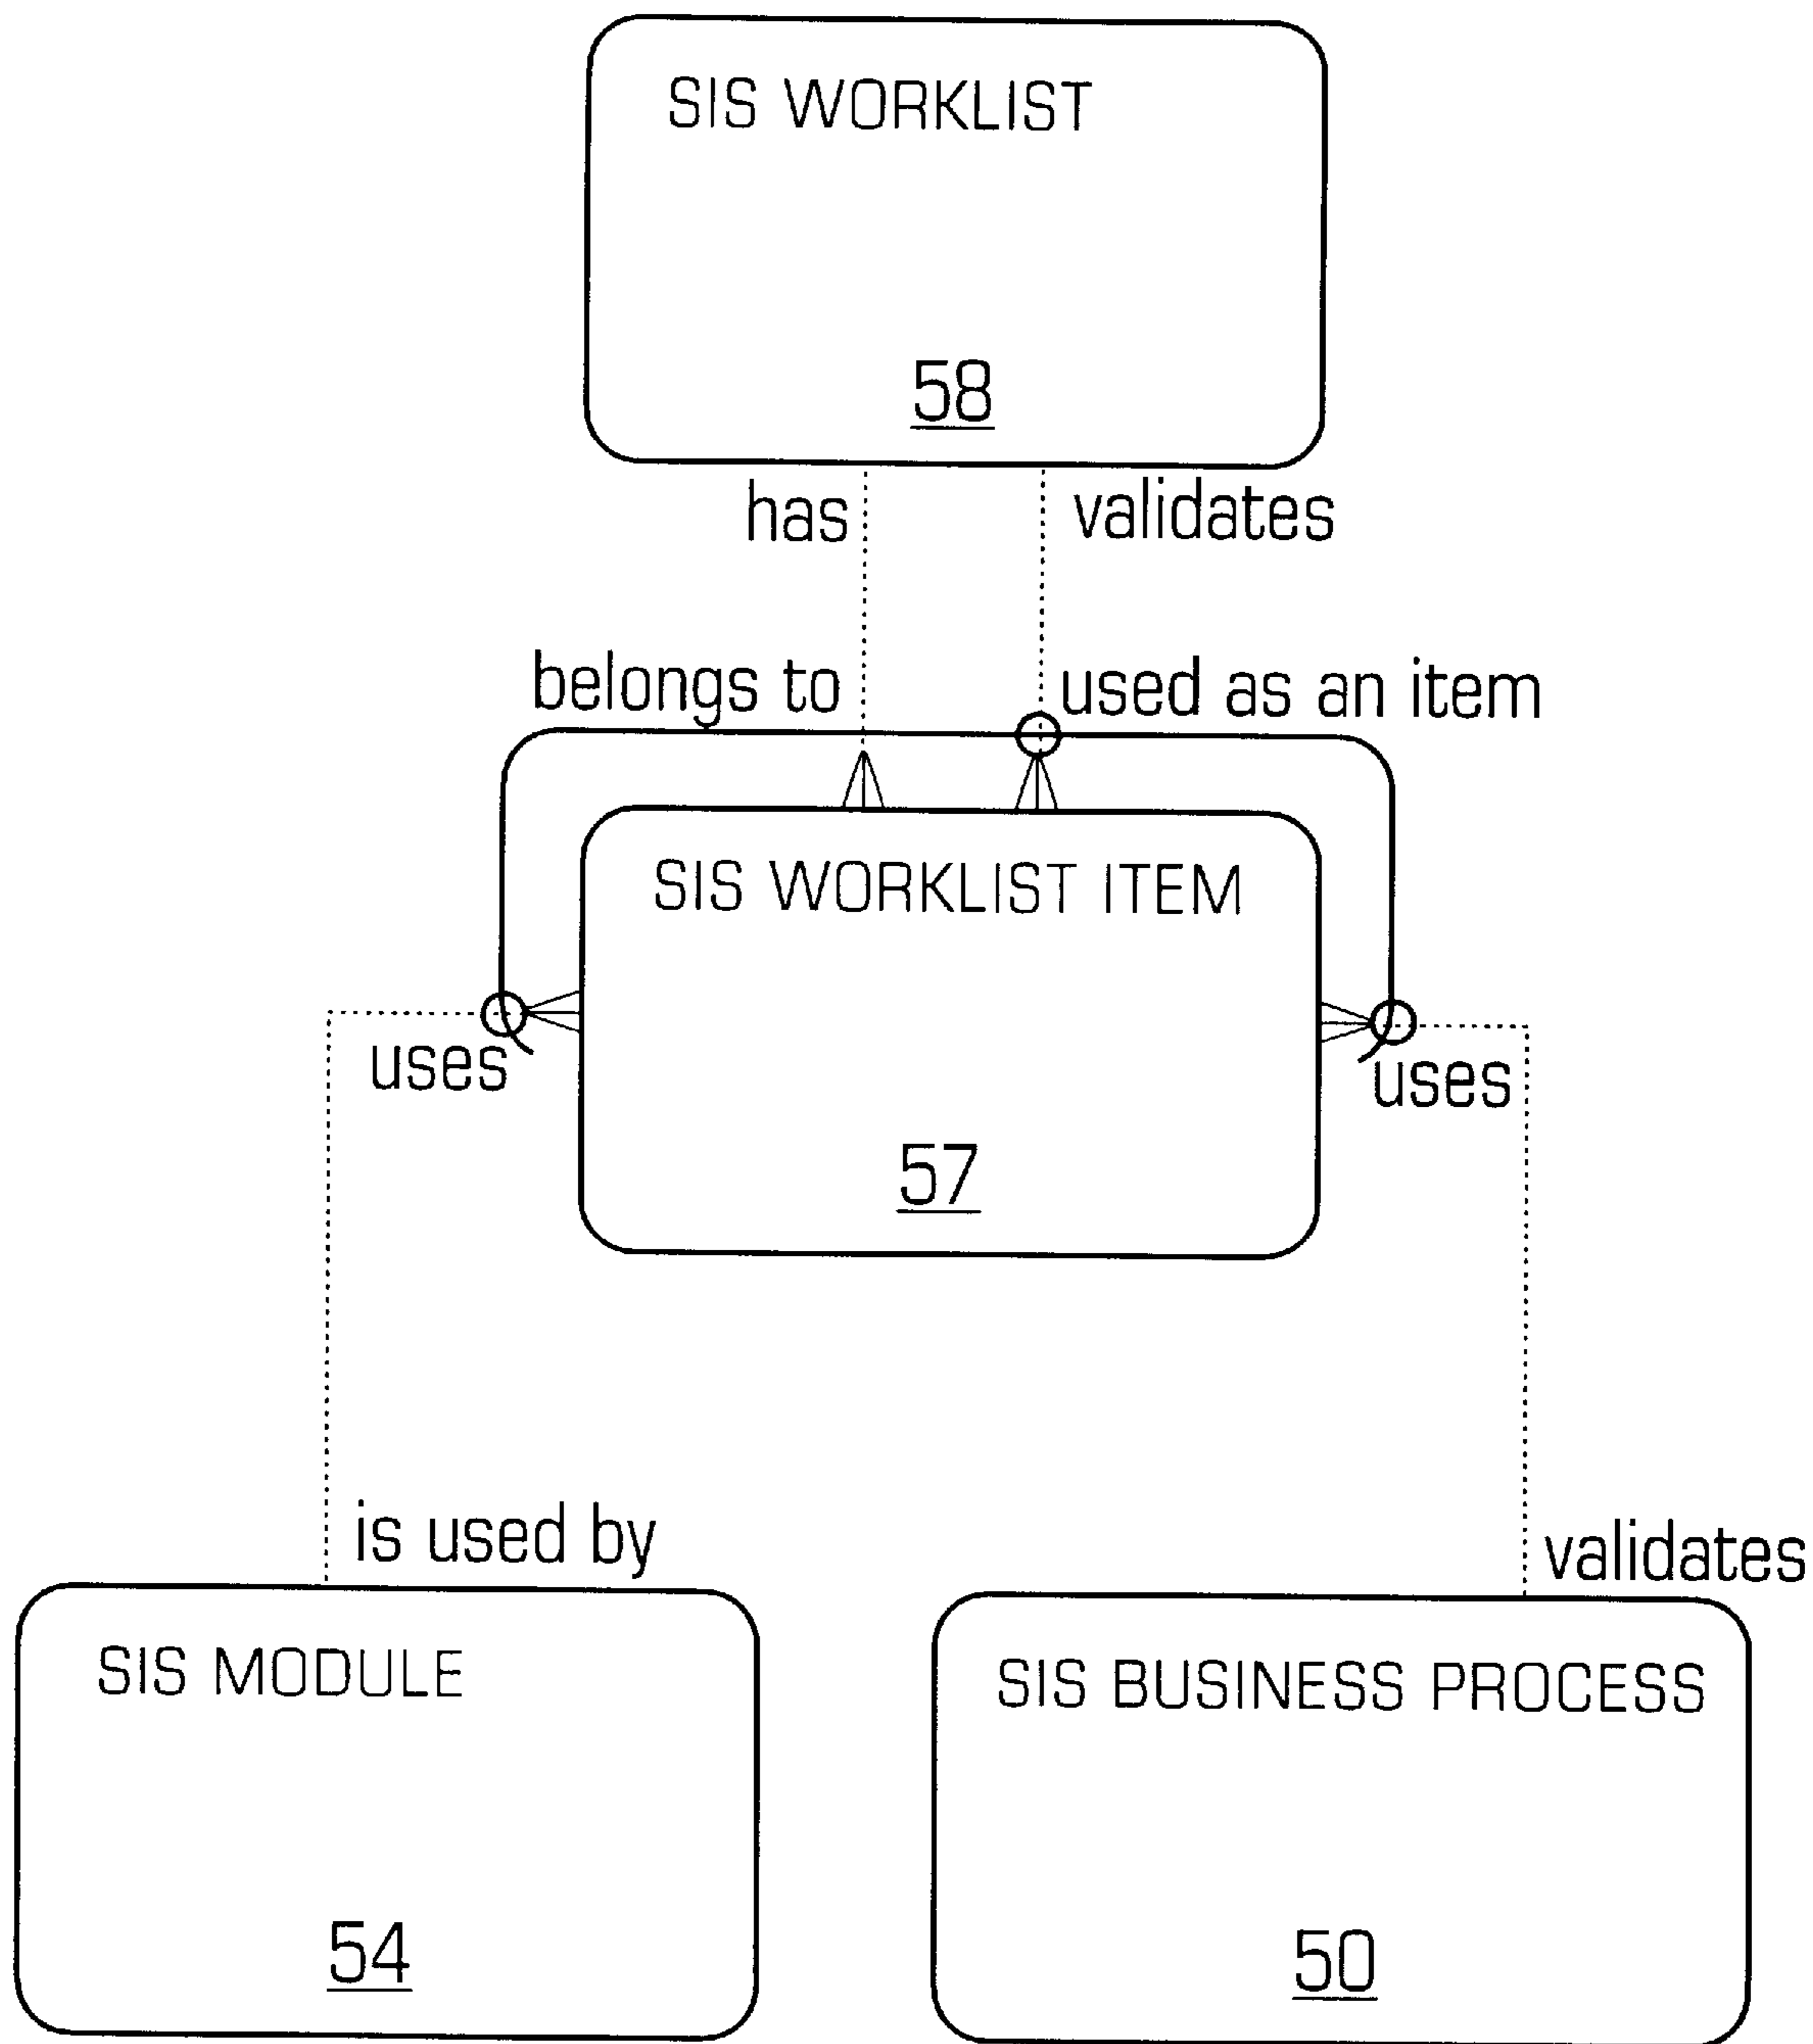 SIS WORKLIST
58
has
validates
belongs to
used as an item
SIS WORKLIST ITEM
57
uses
uses
is used by
validates
SIS MODULE
54
SIS BUSINESS PROCESS
50